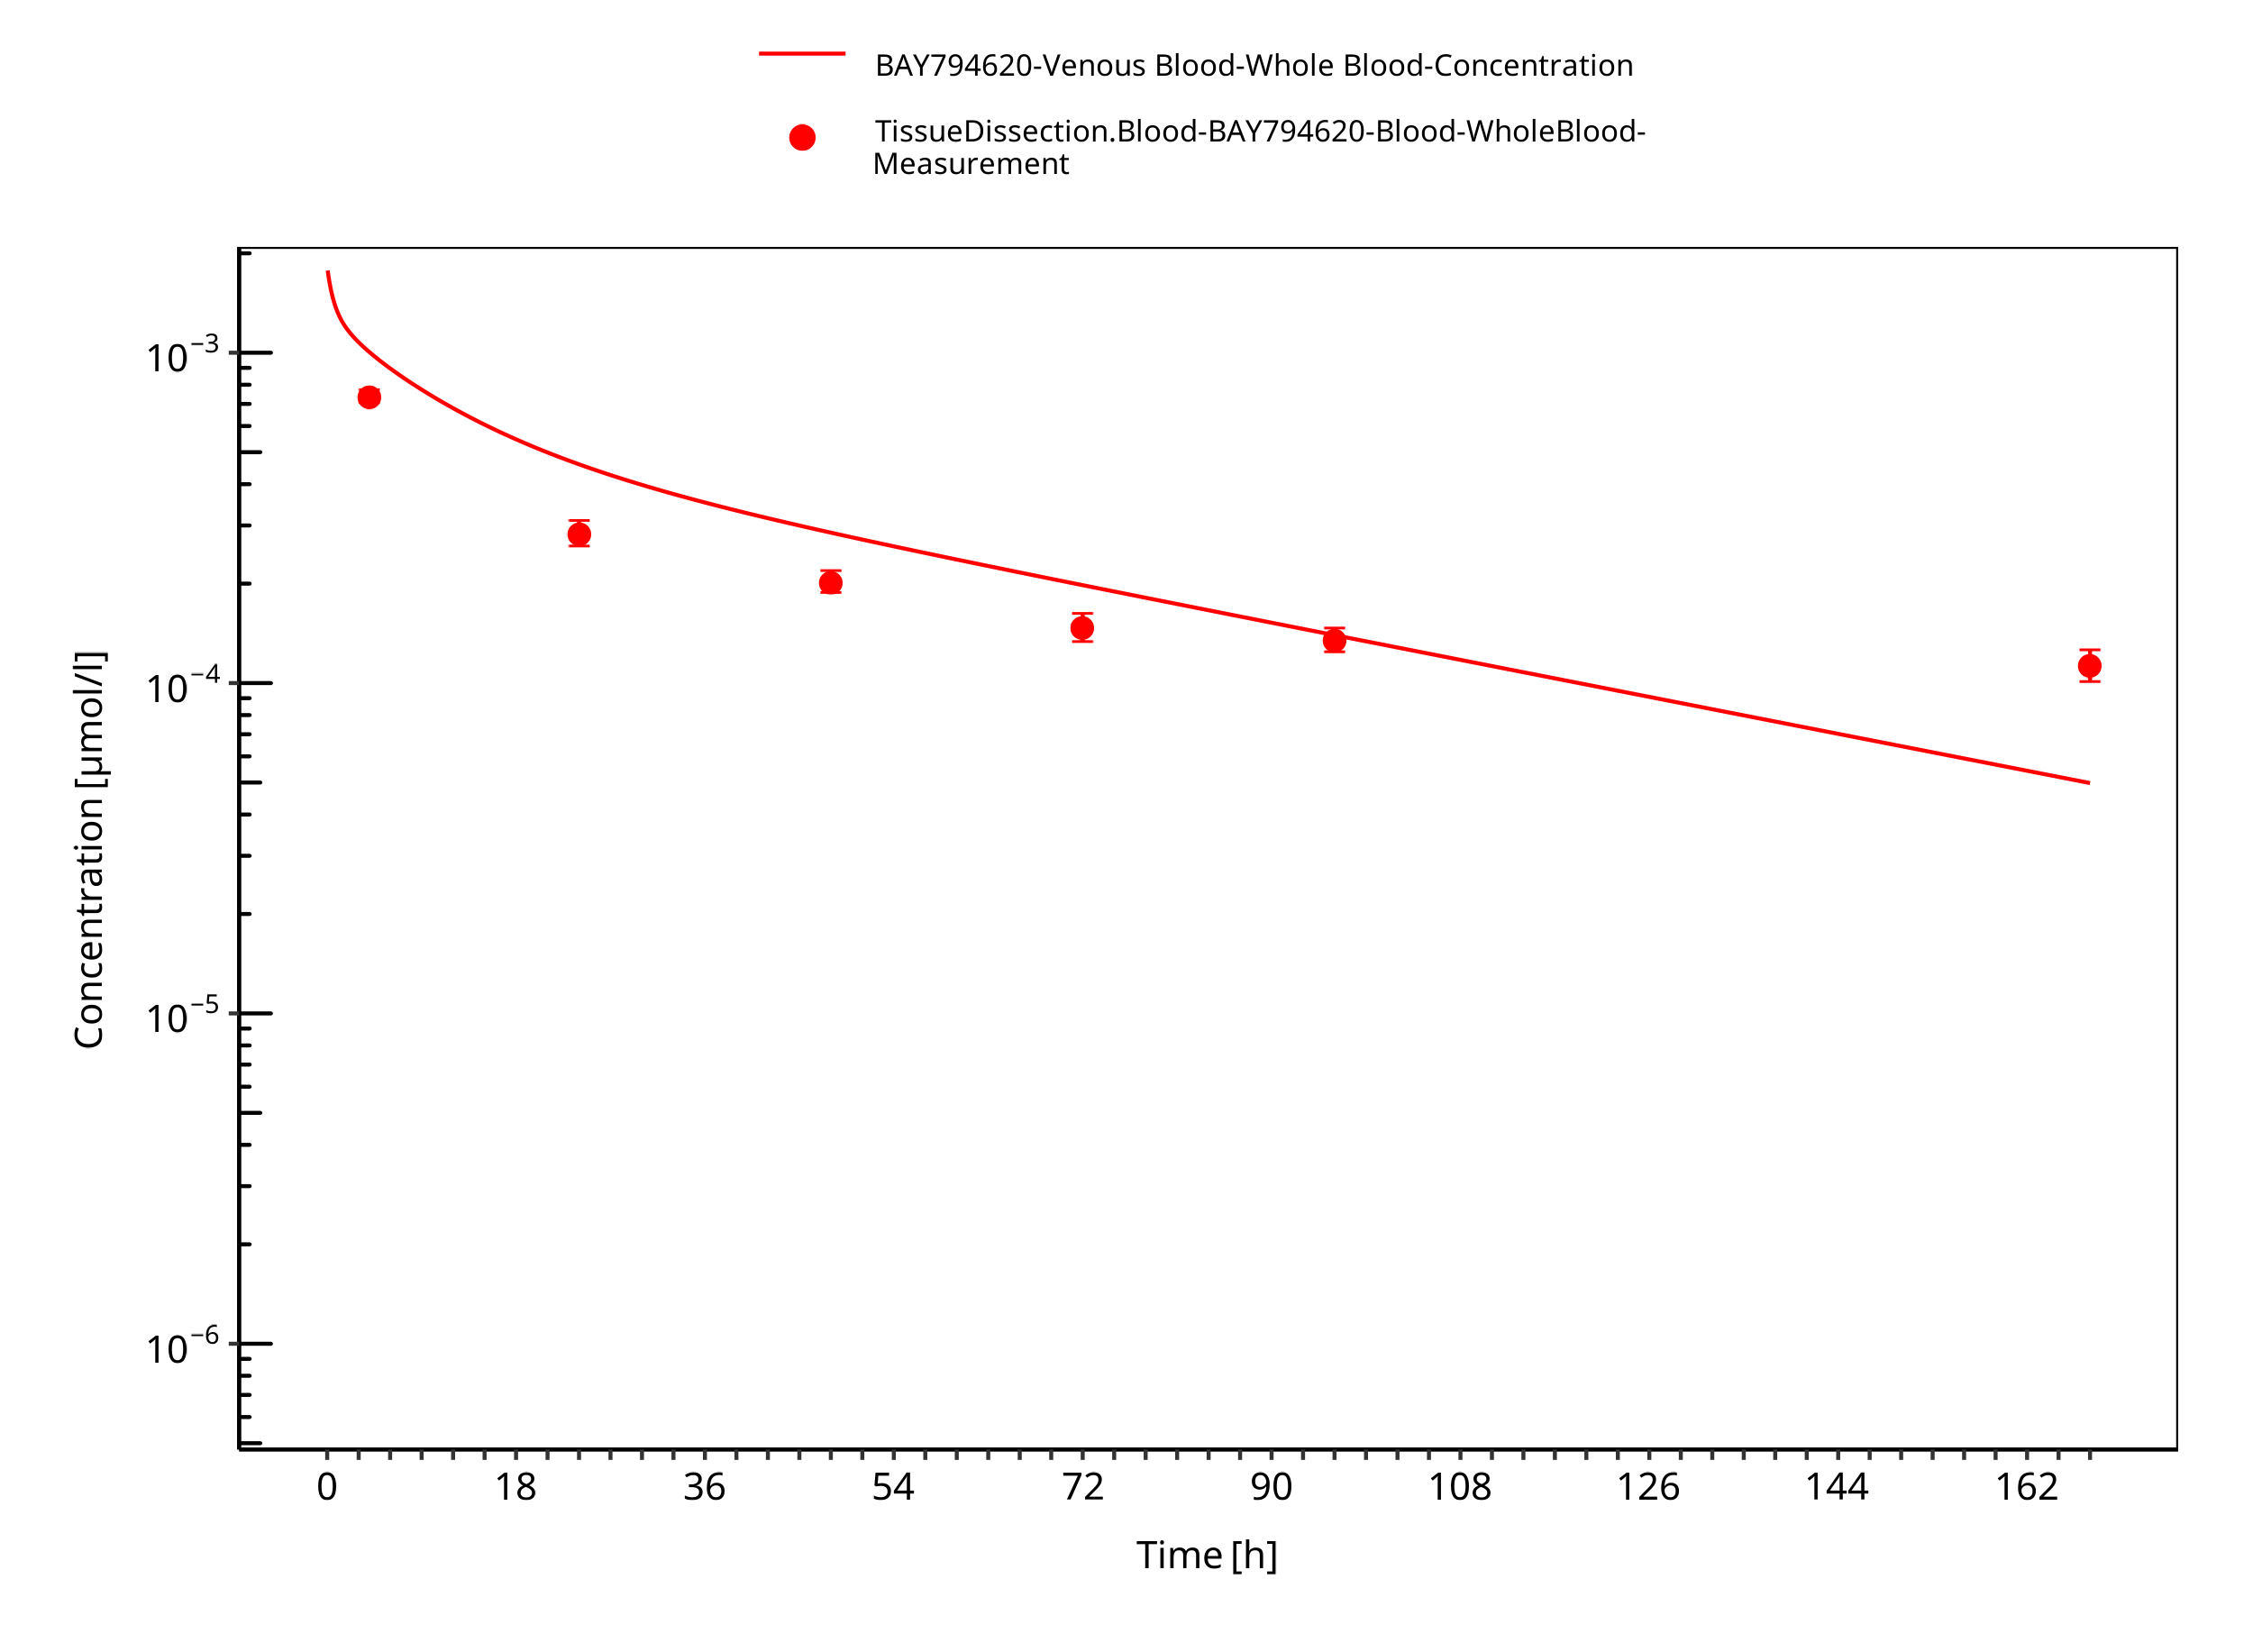 BAY794620-Venous Blood-Whole Blood-Concentration
TissueDissection.Blood-BAY794620-Blood-WholeBlood-
Measurement
10⁻³
10⁻⁴
10⁻⁵
10⁻⁶
Concentration [µmol/l]
0 18 36 54 72 90 108 126 144 162
Time [h]